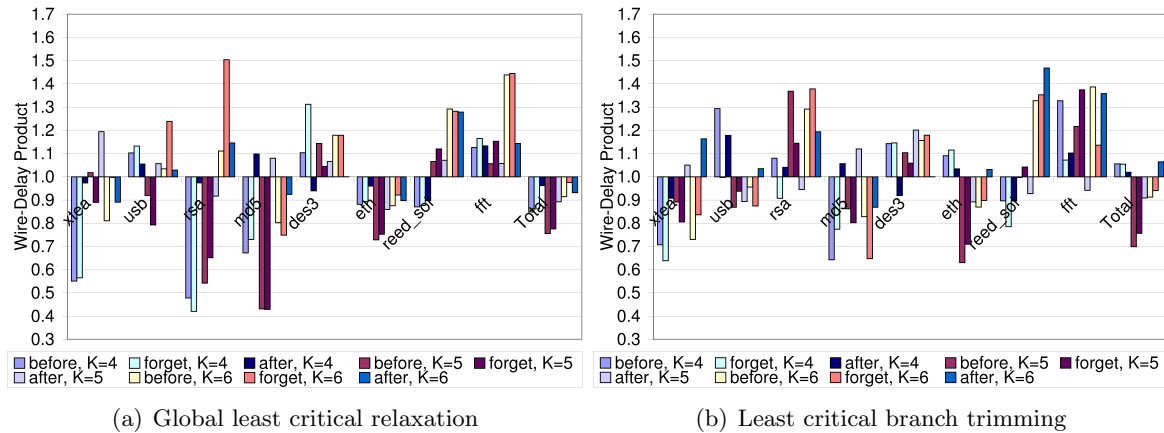 1.7
1.6
1.5
1.4
1.3
1.2
1.1
1.0
0.9
0.8
0.7
0.6
0.5
0.4
0.3
Wire-Delay Product
xtea
usb
rsa
md5
des3
eth
reed_sol
fft
Total
before, K=4
forget, K=4
after, K=4
before, K=5
forget, K=5
after, K=5
before, K=6
forget, K=6
after, K=6
(a) Global least critical relaxation
1.7
1.6
1.5
1.4
1.3
1.2
1.1
1.0
0.9
0.8
0.7
0.6
0.5
0.4
0.3
Wire-Delay Product
xtea
usb
rsa
md5
des3
eth
reed_sol
fft
Total
before, K=4
forget, K=4
after, K=4
before, K=5
forget, K=5
after, K=5
before, K=6
forget, K=6
after, K=6
(b) Least critical branch trimming